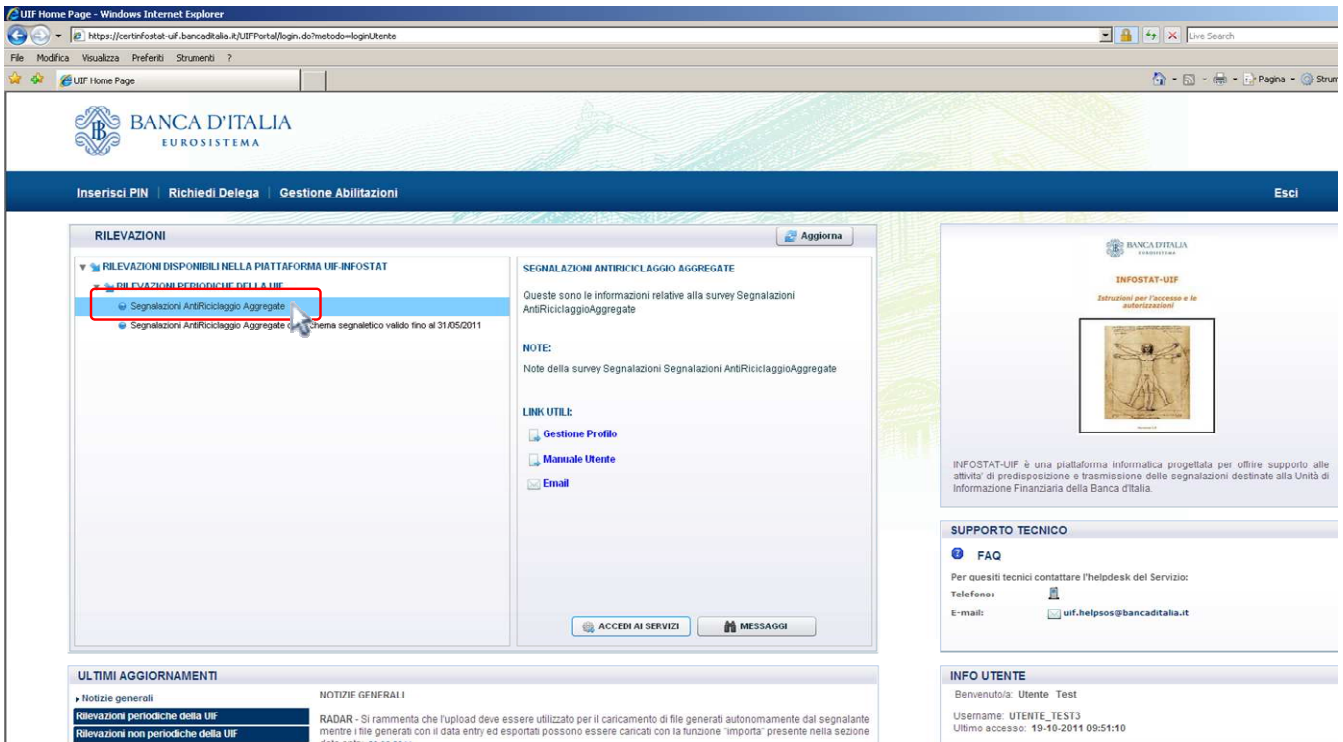 UIF Home Page - Windows Internet Explorer
https://certinfostat-uif.bancaditalia.it/UIFPortal/login.do?metodo=loginUtente
Live Search
File Modifica Visualizza Preferiti Strumenti ?
UIF Home Page
Pagina
Strum
BANCA D'ITALIA
EUROSISTEMA
Inserisci PIN | Richiedi Delega | Gestione Abilitazioni
Esci
RILEVAZIONI
Aggiorna
RILEVAZIONI DISPONIBILI NELLA PIATTAFORMA UIF-INFOSTAT
RILEVAZIONI PERIODICHE DELLA UIF
Segnalazioni AntiRiciclaggio Aggregate
Segnalazioni AntiRiciclaggio Aggregate schema segnaletico valido fino al 31/05/2011
SEGNALAZIONI ANTIRICICLAGGIO AGGREGATE
Queste sono le informazioni relative alla survey Segnalazioni
AntiRiciclaggioAggregate
NOTE:
Note della survey Segnalazioni Segnalazioni AntiRiciclaggioAggregate
LINK UTILI:
Gestione Profilo
Manuale Utente
Email
ACCEDI AI SERVIZI
MESSAGGI
BANCA D'ITALIA
EUROSISTEMA
INFOSTAT-UIF
Istruzioni per l'accesso e le
autorizzazioni
INFOSTAT-UIF è una piattaforma informatica progettata per offrire supporto alle
attivita' di predisposizione e trasmissione delle segnalazioni destinate alla Unità di
Informazione Finanziaria della Banca d'Italia.
SUPPORTO TECNICO
FAQ
Per quesiti tecnici contattare l'helpdesk del Servizio:
Telefono:
E-mail: uif.helpsos@bancaditalia.it
ULTIMI AGGIORNAMENTI
Notizie generali
Rilevazioni periodiche della UIF
Rilevazioni non periodiche della UIF
NOTIZIE GENERALI
RADAR - Si rammenta che l'upload deve essere utilizzato per il caricamento di file generati autonomamente dal segnalante
mentre i file generati con il data entry ed esportati possono essere caricati con la funzione "importa" presente nella sezione
INFO UTENTE
Benvenuto/a: Utente Test
Username: UTENTE_TEST3
Ultimo accesso: 19-10-2011 09:51:10